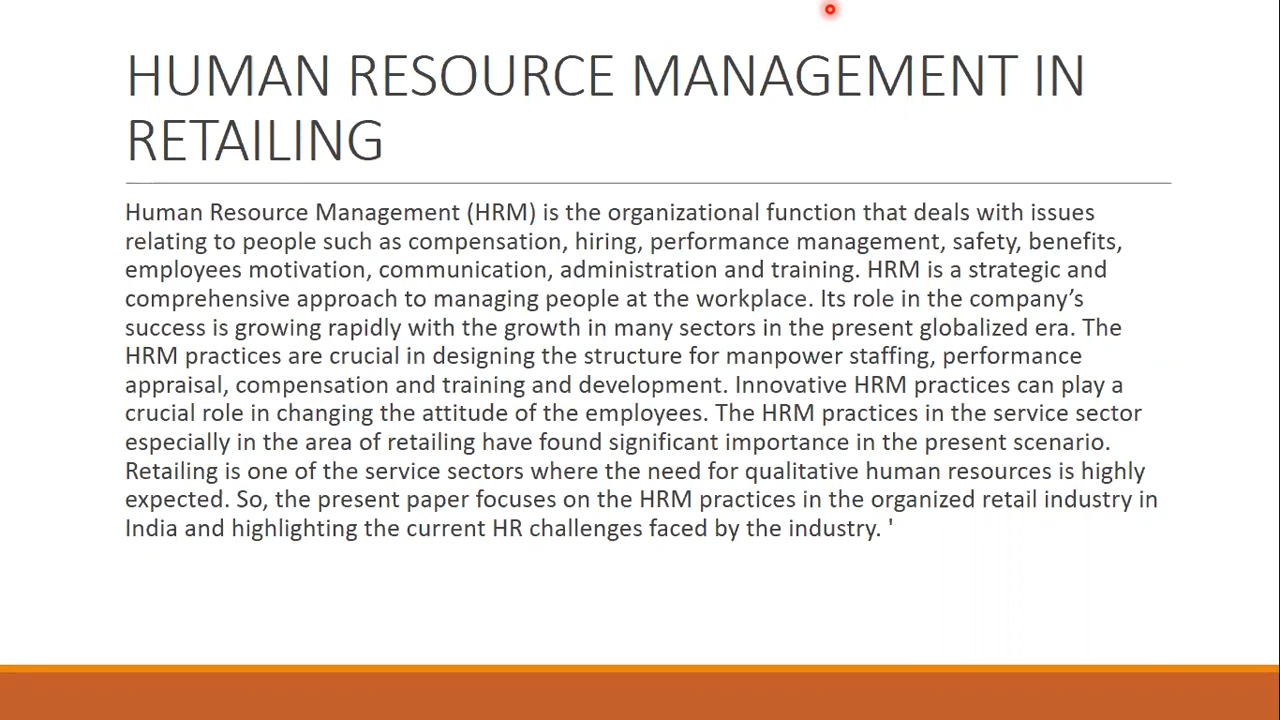 HUMAN RESOURCE MANAGEMENT IN
RETAILING
Human Resource Management (HRM) is the organizational function that deals with issues
relating to people such as compensation, hiring, performance management, safety, benefits,
employees motivation, communication, administration and training. HRM is a strategic and
comprehensive approach to managing people at the workplace. Its role in the company’s
success is growing rapidly with the growth in many sectors in the present globalized era. The
HRM practices are crucial in designing the structure for manpower staffing, performance
appraisal, compensation and training and development. Innovative HRM practices can play a
crucial role in changing the attitude of the employees. The HRM practices in the service sector
especially in the area of retailing have found significant importance in the present scenario.
Retailing is one of the service sectors where the need for qualitative human resources is highly
expected. So, the present paper focuses on the HRM practices in the organized retail industry in
India and highlighting the current HR challenges faced by the industry. '